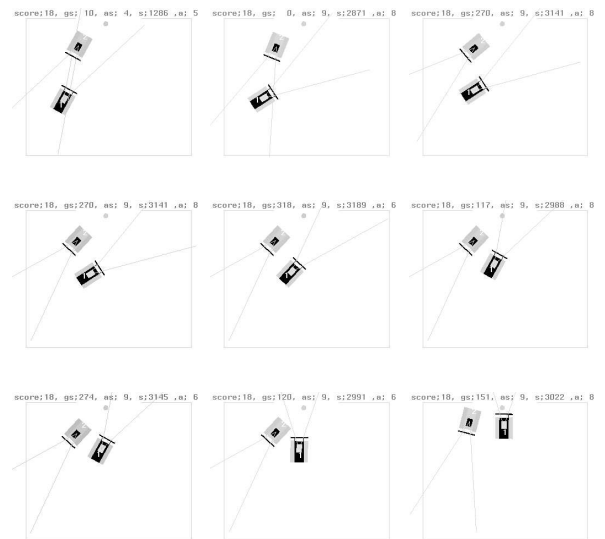 score;18, gs; 10, as; 4, s;1286 ,a; 5
score;18, gs;  0, as; 9, s;2871 ,a; 8
score;18, gs;270, as; 9, s;3141 ,a; 8
score;18, gs;270, as; 9, s;3141 ,a; 8
score;18, gs;318, as; 9, s;3189 ,a; 6
score;18, gs;117, as; 9, s;2988 ,a; 8
score;18, gs;274, as; 9, s;3145 ,a; 6
score;18, gs;120, as; 9, s;2991 ,a; 6
score;18, gs;151, as; 9, s;3022 ,a; 8